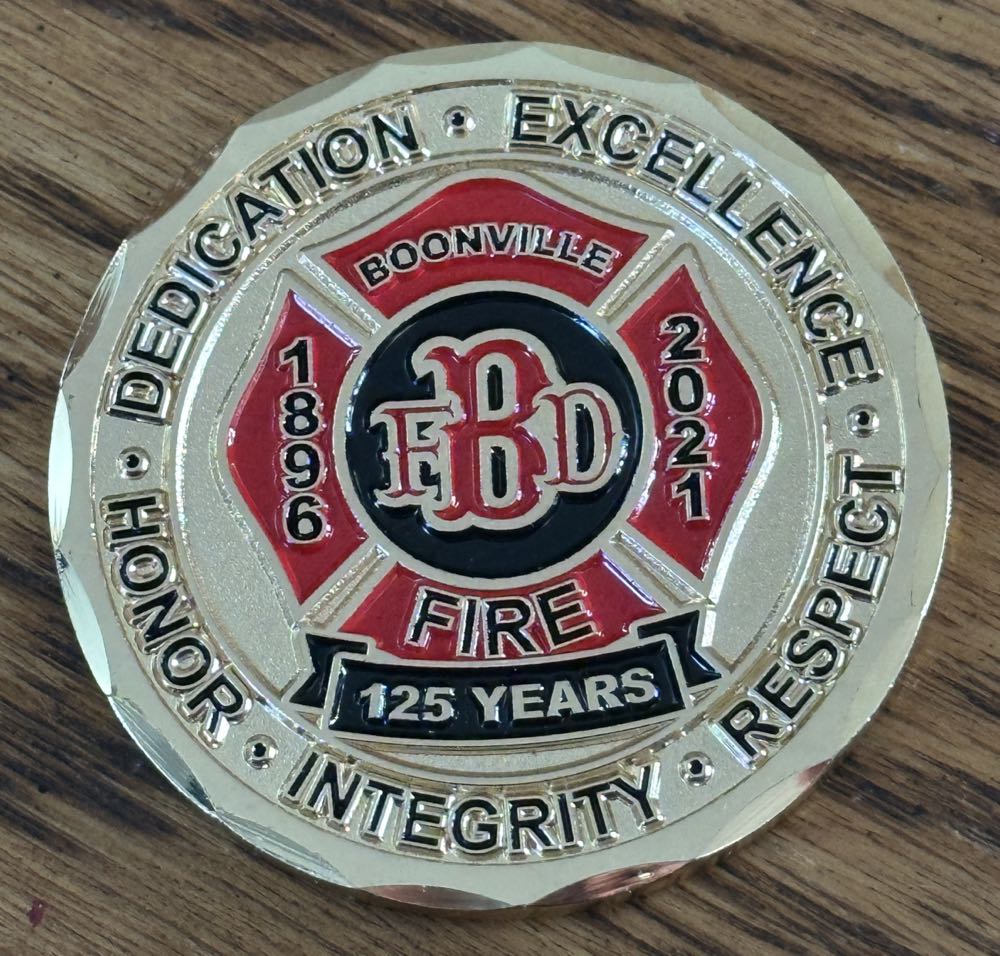 DEDICATION • EXCELLENCE • RESPECT • INTEGRITY • HONOR •
BOONVILLE
1896
FBD
2021
FIRE
125 YEARS